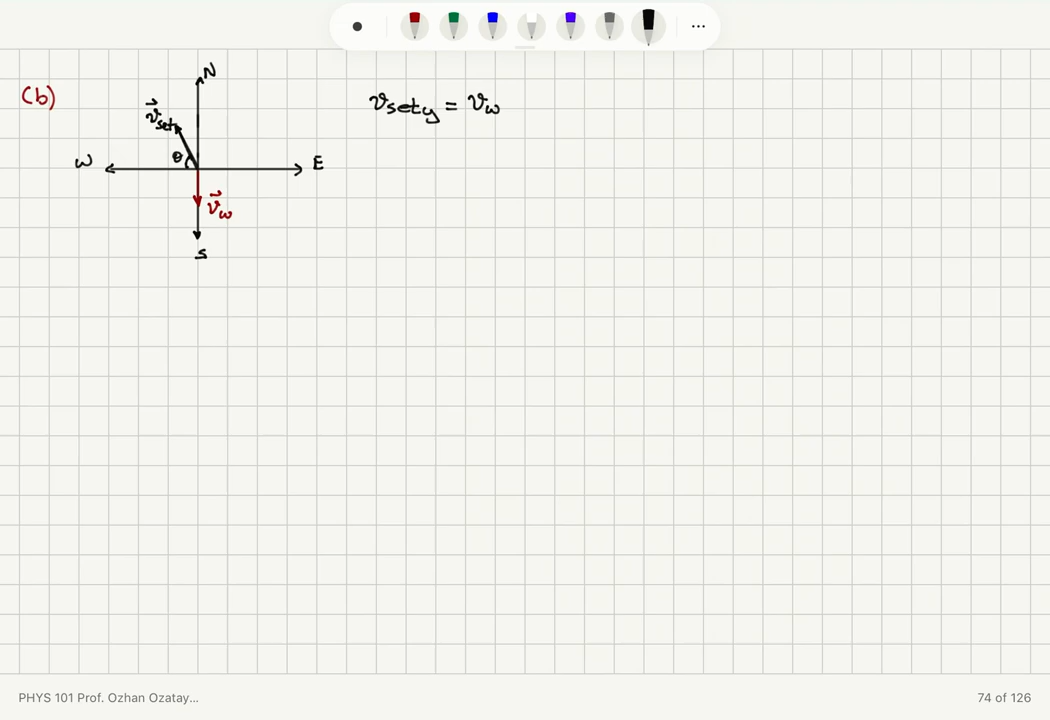 (b)
N
v⃗set
θ
W
E
v⃗w
S
vsety = vw
PHYS 101 Prof. Ozhan Ozatay...
74 of 126